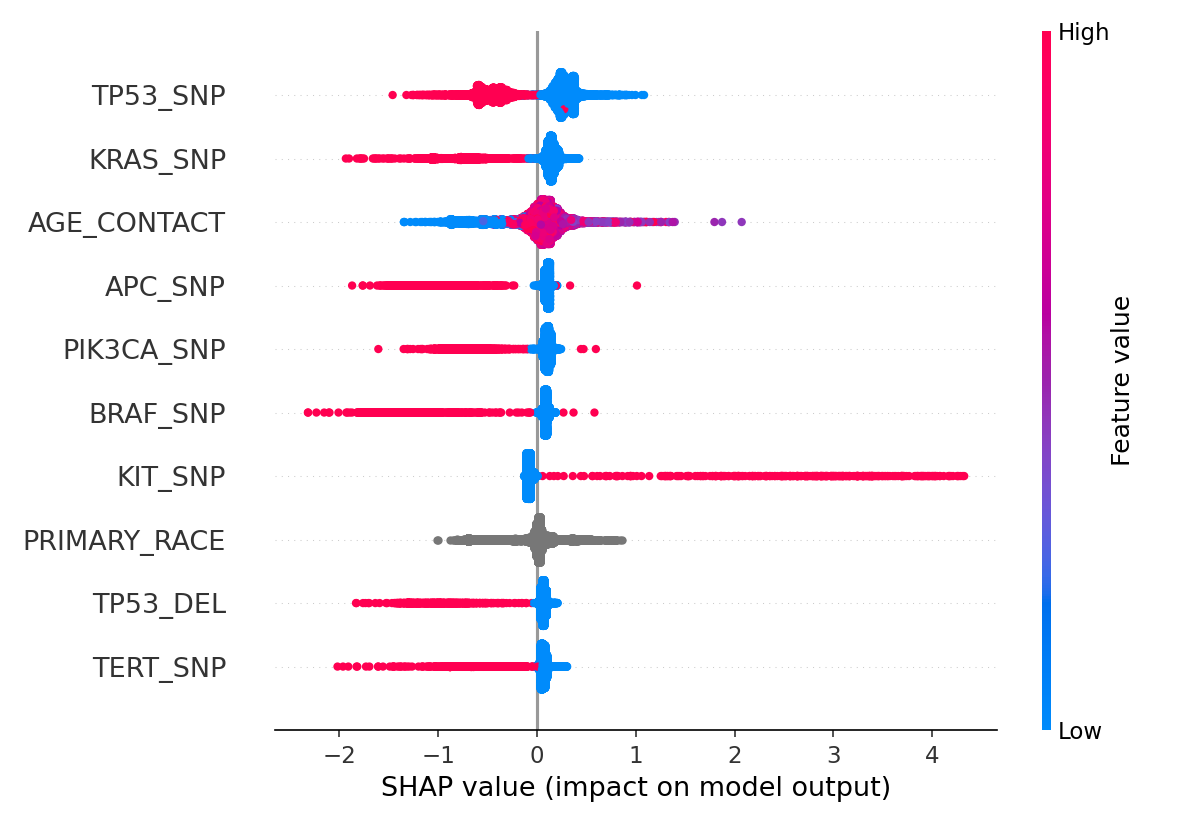 High
TP53_SNP
KRAS_SNP
AGE_CONTACT
APC_SNP
PIK3CA_SNP
BRAF_SNP
KIT_SNP
PRIMARY_RACE
TP53_DEL
TERT_SNP
Feature value
Low
−2 −1 0 1 2 3 4
SHAP value (impact on model output)